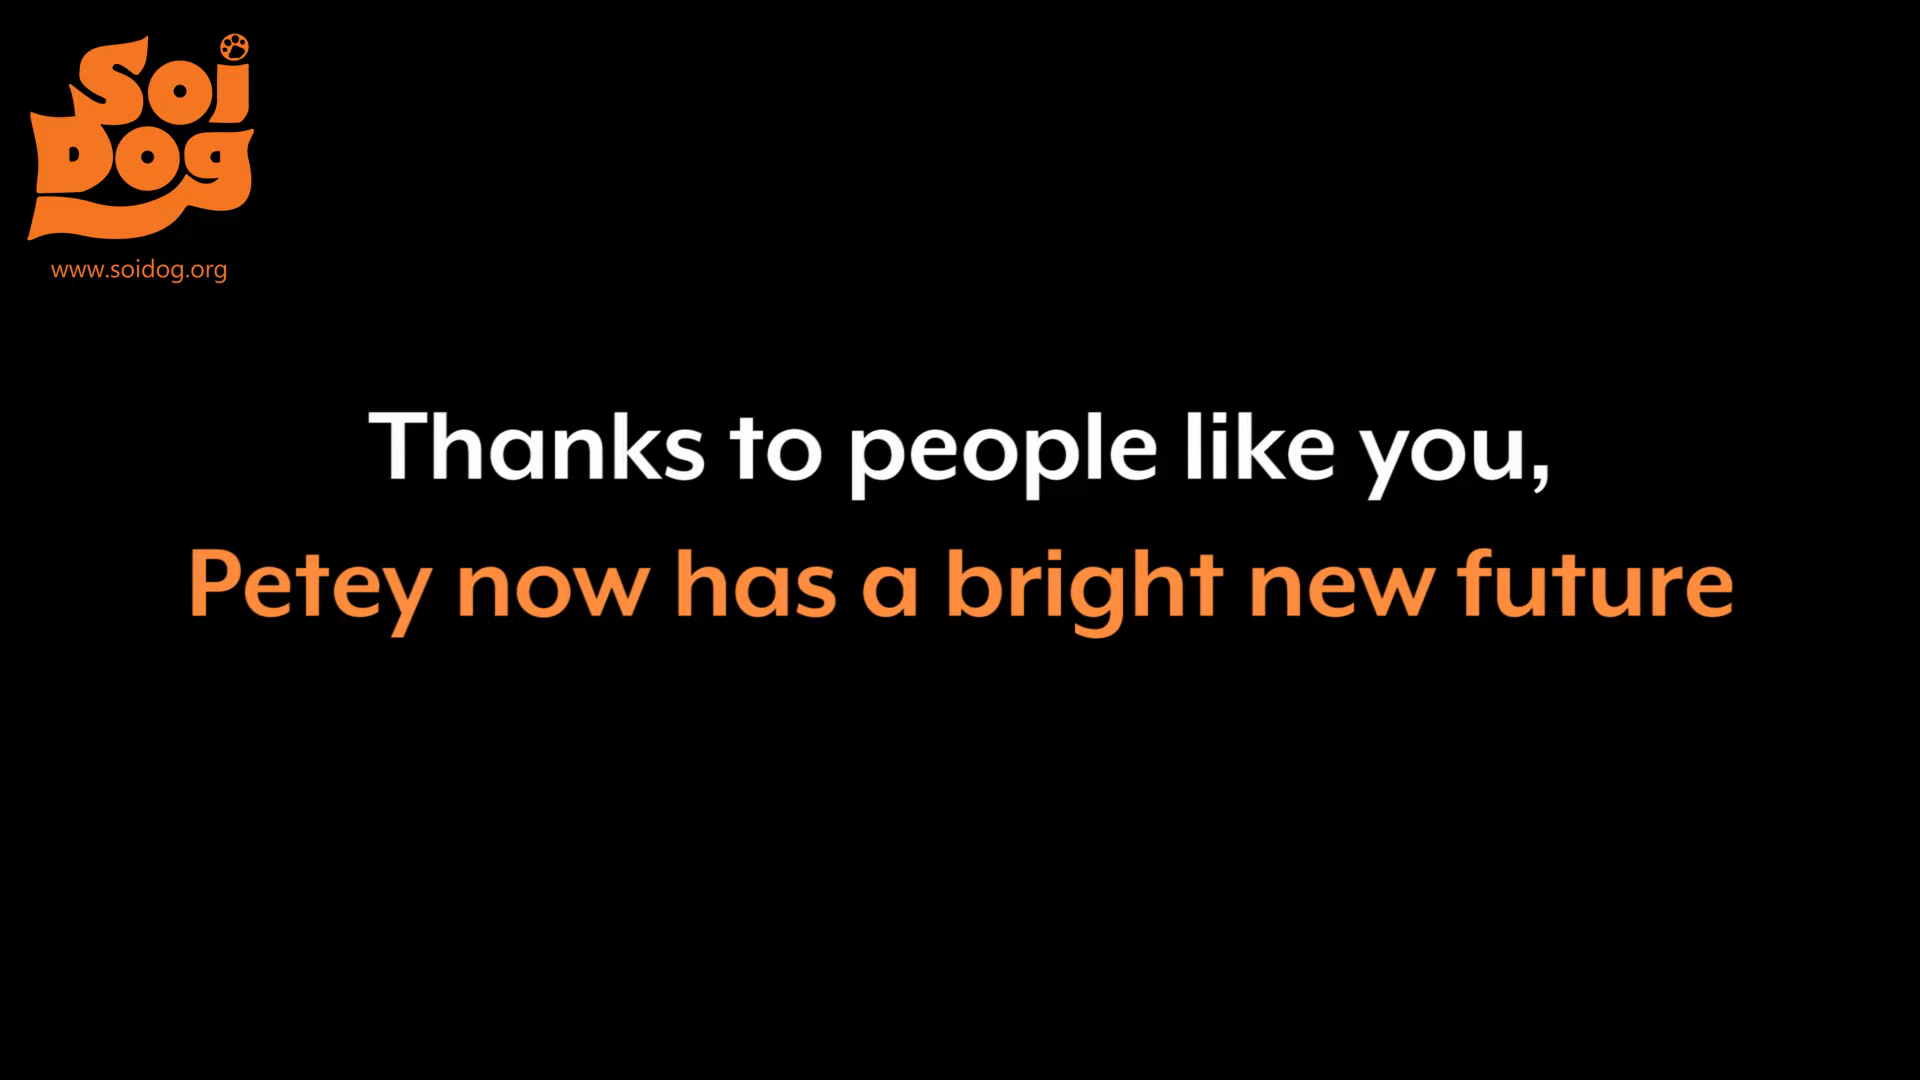 Soi
Dog
www.soidog.org
Thanks to people like you,
Petey now has a bright new future